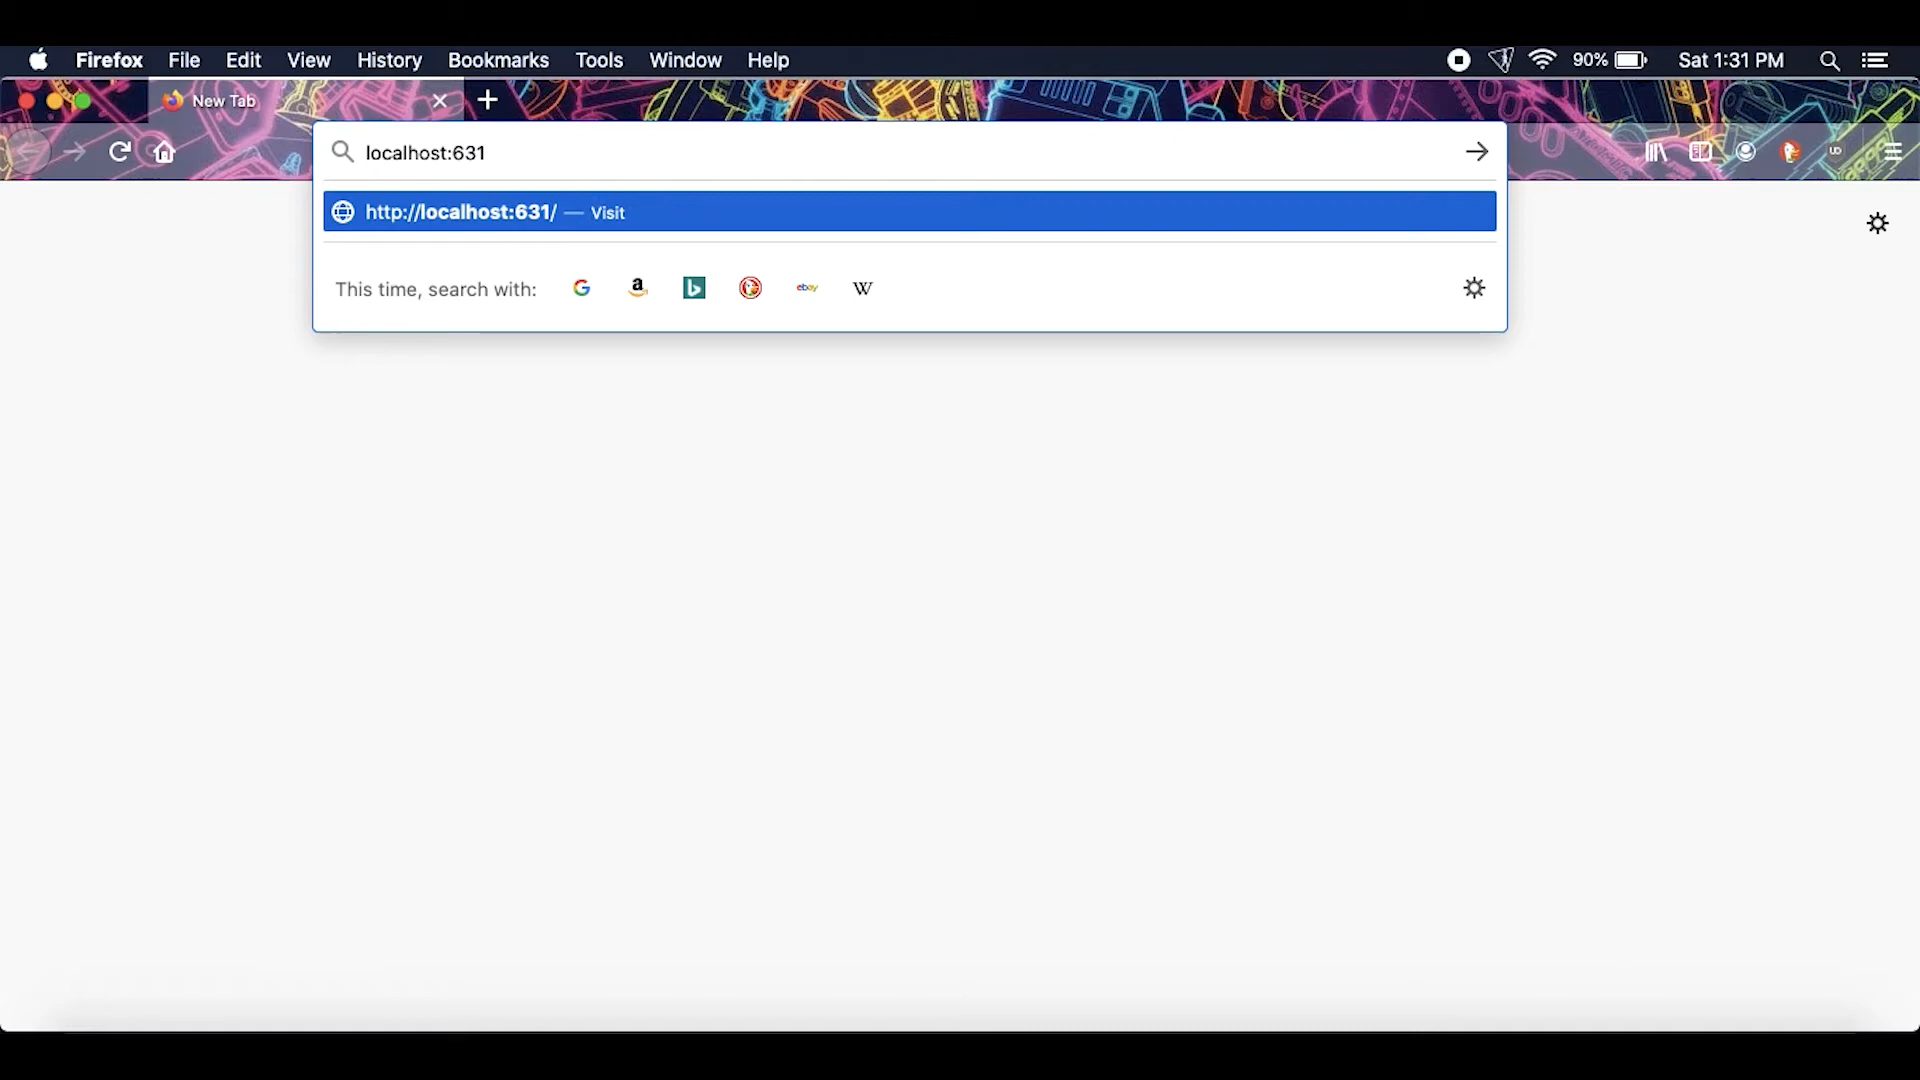 Firefox File Edit View History Bookmarks Tools Window Help 90% Sat 1:31 PM
New Tab
localhost:631
http://localhost:631/ — Visit
This time, search with: G a b ebay W